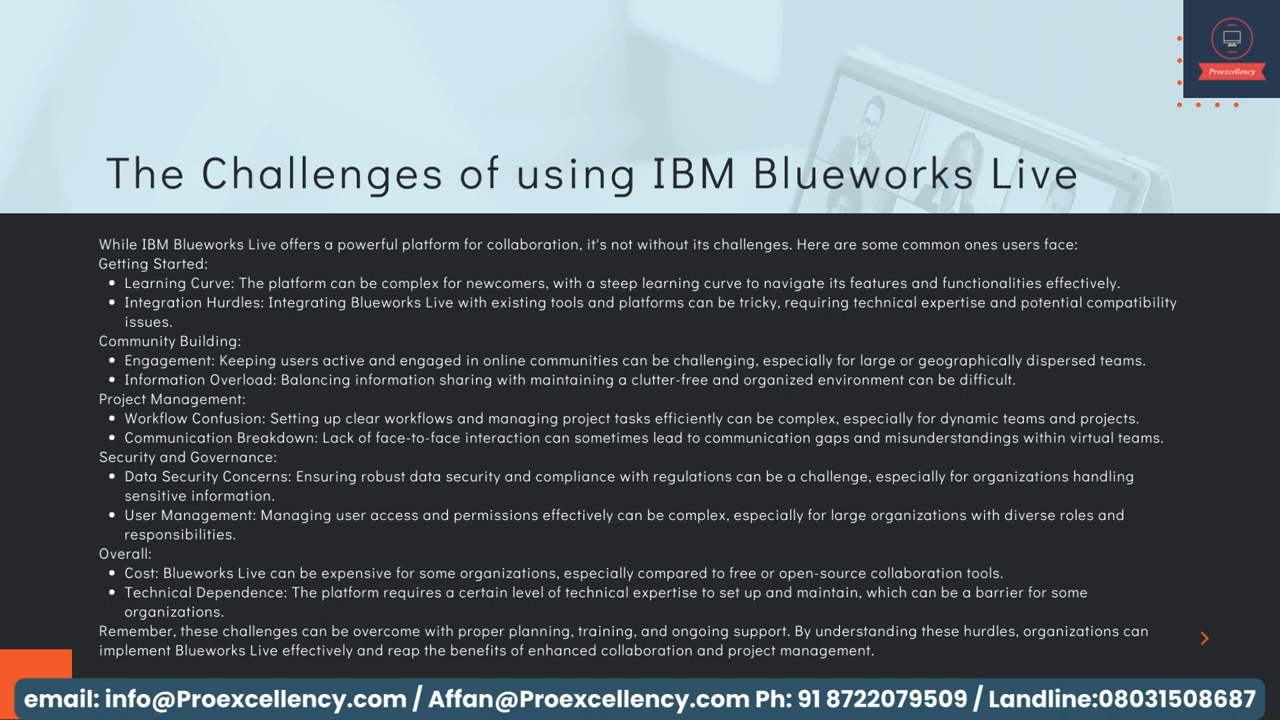 Proexcellency
The Challenges of using IBM Blueworks Live
While IBM Blueworks Live offers a powerful platform for collaboration, it's not without its challenges. Here are some common ones users face:
Getting Started:
• Learning Curve: The platform can be complex for newcomers, with a steep learning curve to navigate its features and functionalities effectively.
• Integration Hurdles: Integrating Blueworks Live with existing tools and platforms can be tricky, requiring technical expertise and potential compatibility
issues.
Community Building:
• Engagement: Keeping users active and engaged in online communities can be challenging, especially for large or geographically dispersed teams.
• Information Overload: Balancing information sharing with maintaining a clutter-free and organized environment can be difficult.
Project Management:
• Workflow Confusion: Setting up clear workflows and managing project tasks efficiently can be complex, especially for dynamic teams and projects.
• Communication Breakdown: Lack of face-to-face interaction can sometimes lead to communication gaps and misunderstandings within virtual teams.
Security and Governance:
• Data Security Concerns: Ensuring robust data security and compliance with regulations can be a challenge, especially for organizations handling
sensitive information.
• User Management: Managing user access and permissions effectively can be complex, especially for large organizations with diverse roles and
responsibilities.
Overall:
• Cost: Blueworks Live can be expensive for some organizations, especially compared to free or open-source collaboration tools.
• Technical Dependence: The platform requires a certain level of technical expertise to set up and maintain, which can be a barrier for some
organizations.
Remember, these challenges can be overcome with proper planning, training, and ongoing support. By understanding these hurdles, organizations can
implement Blueworks Live effectively and reap the benefits of enhanced collaboration and project management.
email: info@Proexcellency.com / Affan@Proexcellency.com Ph: 91 8722079509 / Landline:08031508687